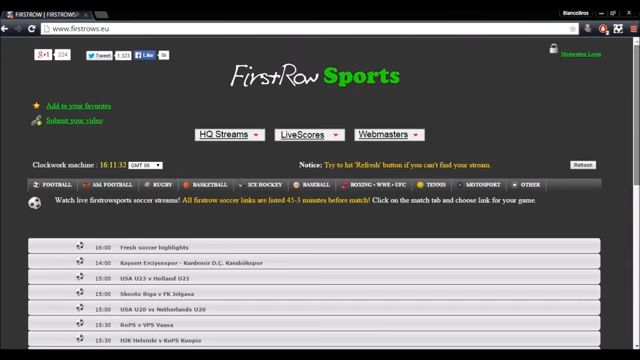 FIRSTROW | FIRSTROWSP
BiancoBros
www.firstrows.eu
+1 224 Tweet 1,323 Like 8k
Moderators Login
FirstRow Sports
Add to your favorites
Submit your video
HQ Streams LiveScores Webmasters
Clockwork machine : 16:11:32 Notice: Try to hit 'Refresh' button if you can't find your stream. Refresh
FOOTBALL AM. FOOTBALL RUGBY BASKETBALL ICE HOCKEY BASEBALL BOXING • WWE • UFC TENNIS MOTOSPORT OTHER
Watch live firstrowsports soccer streams! All firstrow soccer links are listed 45-3 minutes before match! Click on the match tab and choose link for your game.
16:00 Fresh soccer highlights
14:00 Kayseri Erciyesspor - Kardemir D.Ç. Karabükspor
15:00 USA U23 v Holland U21
15:00 Skonto Riga v FK Jelgava
15:00 USA U20 vs Netherlands U20
15:30 RoPS v VPS Vaasa
15:30 HJK Helsinki v KuPS Kuopio